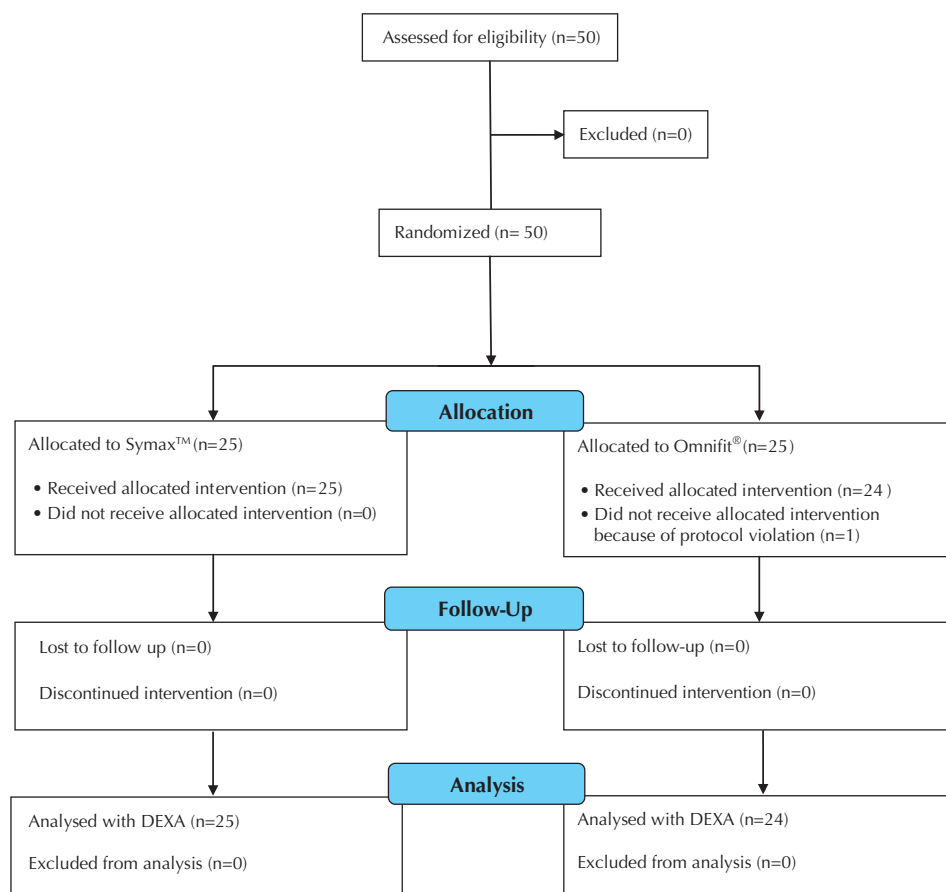 Assessed for eligibility (n=50)
Excluded (n=0)
Randomized (n= 50)
Allocation
Allocated to Symax™ (n=25)
• Received allocated intervention (n=25)
• Did not receive allocated intervention (n=0)
Allocated to Omnifit® (n=25)
• Received allocated intervention (n=24 )
• Did not receive allocated intervention
because of protocol violation (n=1)
Follow-Up
Lost to follow up (n=0)
Discontinued intervention (n=0)
Lost to follow-up (n=0)
Discontinued intervention (n=0)
Analysis
Analysed with DEXA (n=25)
Excluded from analysis (n=0)
Analysed with DEXA (n=24)
Excluded from analysis (n=0)